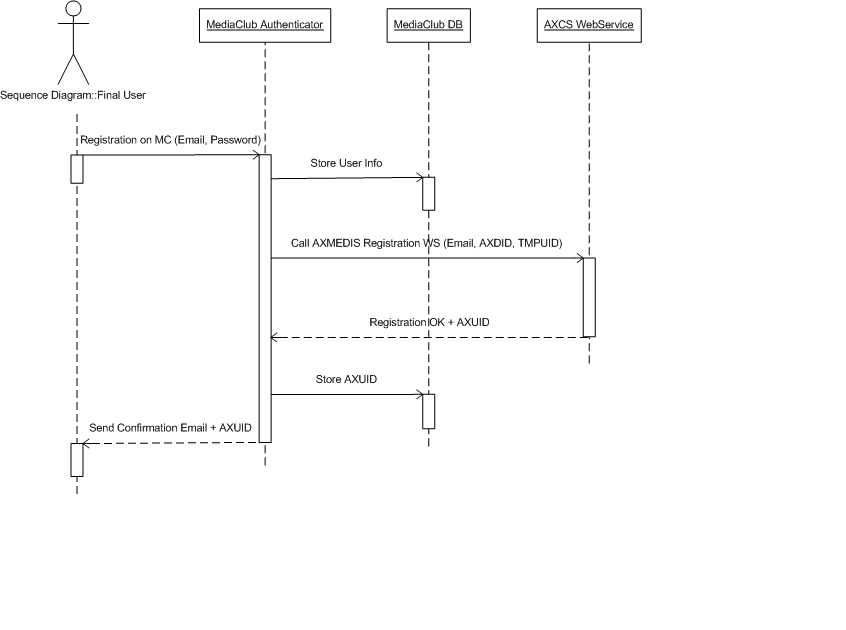 MediaClub Authenticator
MediaClub DB
AXCS WebService
Sequence Diagram::Final User
Registration on MC (Email, Password)
Store User Info
Call AXMEDIS Registration WS (Email, AXDID, TMPUID)
Registration OK + AXUID
Store AXUID
Send Confirmation Email + AXUID